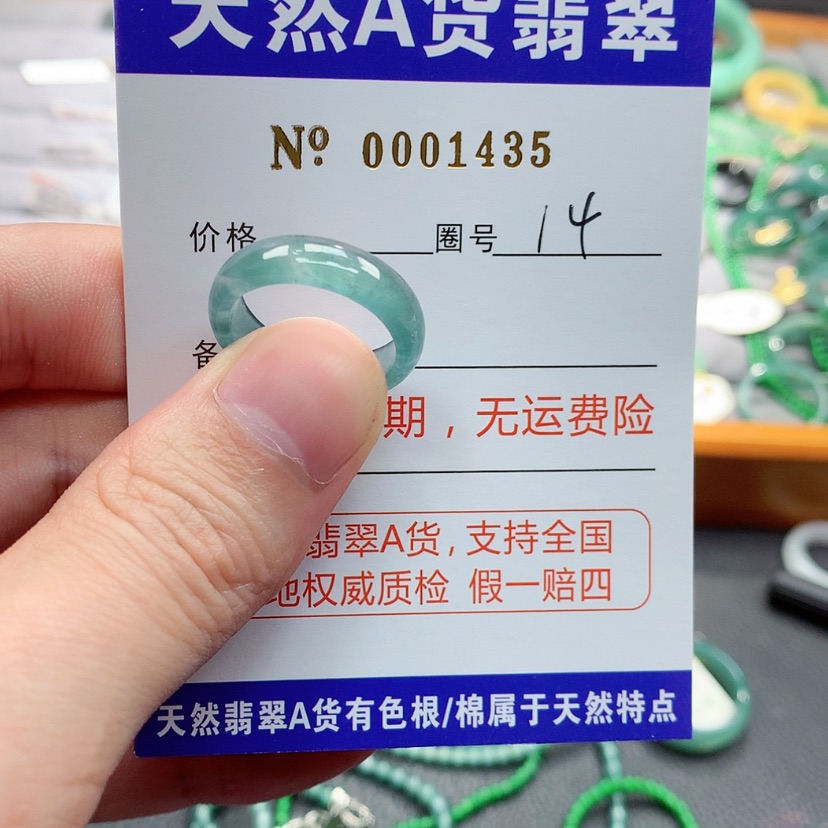 天然A货翡翠
Nº 0001435
价格 圈号 14
备
期，无运费险
翡翠A货，支持全国
地权威质检 假一赔四
天然翡翠A货有色根/棉属于天然特点